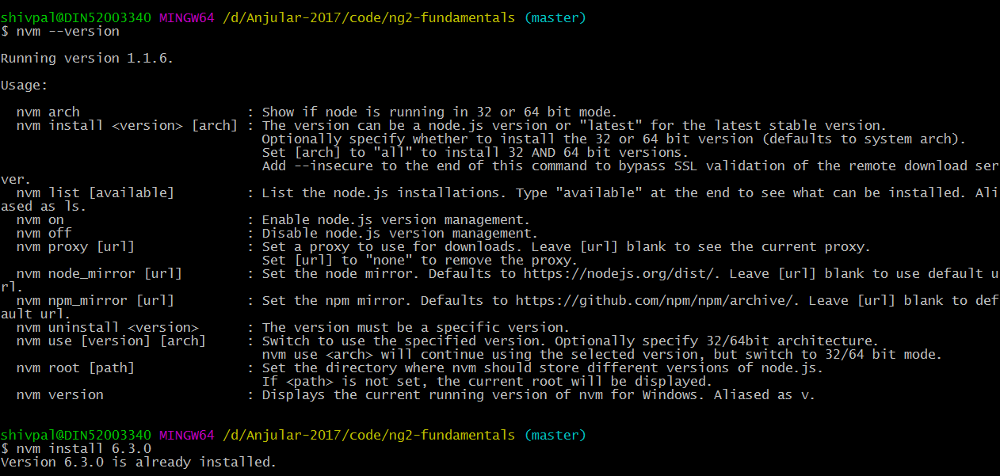 shivpal@DIN52003340 MINGW64 /d/Anjular-2017/code/ng2-fundamentals (master)
$ nvm --version
Running version 1.1.6.
Usage:
  nvm arch                     : Show if node is running in 32 or 64 bit mode.
  nvm install <version> [arch] : The version can be a node.js version or "latest" for the latest stable version.
                                 Optionally specify whether to install the 32 or 64 bit version (defaults to system arch).
                                 Set [arch] to "all" to install 32 AND 64 bit versions.
                                 Add --insecure to the end of this command to bypass SSL validation of the remote download ser
ver.
  nvm list [available]         : List the node.js installations. Type "available" at the end to see what can be installed. Ali
ased as ls.
  nvm on                       : Enable node.js version management.
  nvm off                      : Disable node.js version management.
  nvm proxy [url]              : Set a proxy to use for downloads. Leave [url] blank to see the current proxy.
                                 Set [url] to "none" to remove the proxy.
  nvm node_mirror [url]        : Set the node mirror. Defaults to https://nodejs.org/dist/. Leave [url] blank to use default u
rl.
  nvm npm_mirror [url]         : Set the npm mirror. Defaults to https://github.com/npm/npm/archive/. Leave [url] blank to def
ault url.
  nvm uninstall <version>      : The version must be a specific version.
  nvm use [version] [arch]     : Switch to use the specified version. Optionally specify 32/64bit architecture.
                                 nvm use <arch> will continue using the selected version, but switch to 32/64 bit mode.
  nvm root [path]              : Set the directory where nvm should store different versions of node.js.
                                 If <path> is not set, the current root will be displayed.
  nvm version                  : Displays the current running version of nvm for Windows. Aliased as v.
shivpal@DIN52003340 MINGW64 /d/Anjular-2017/code/ng2-fundamentals (master)
$ nvm install 6.3.0
Version 6.3.0 is already installed.